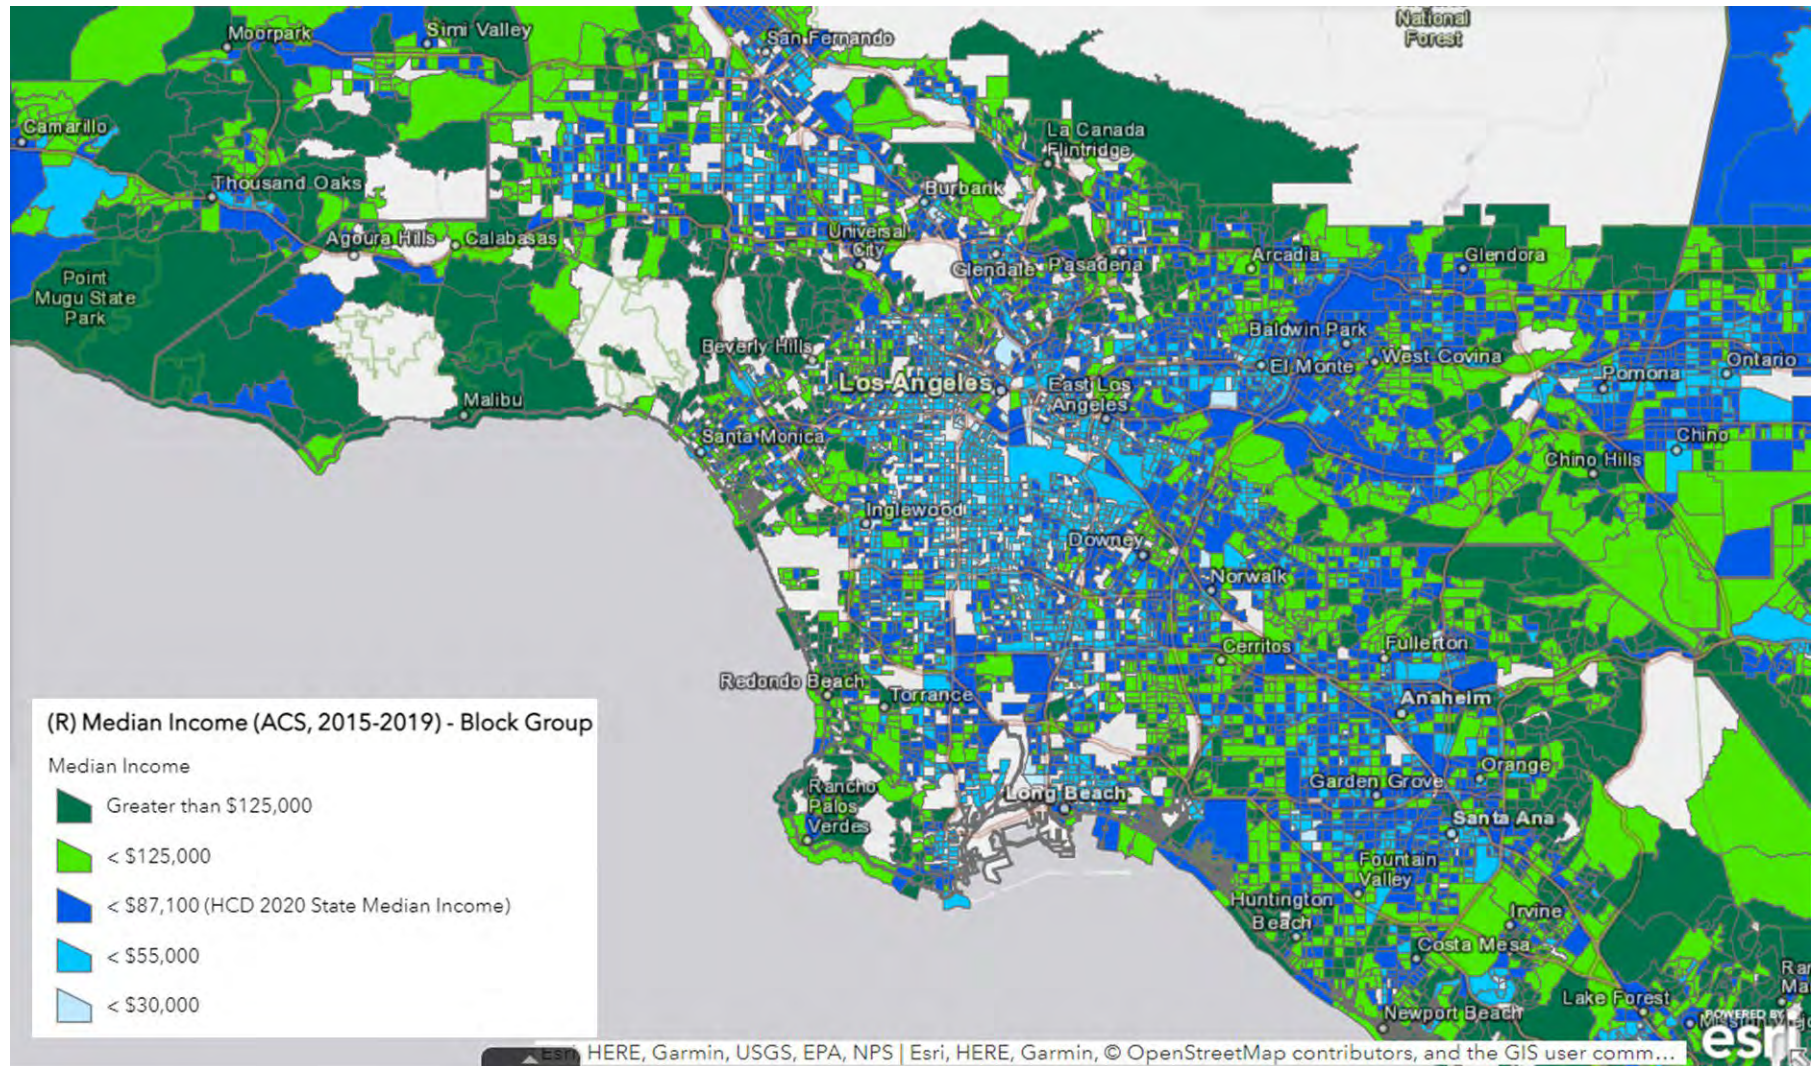 National
Forest
Moorpark
Simi Valley
San Fernando
Camarillo
La Canada
Flintridge
Thousand Oaks
Burbank
Agoura Hills
Calabasas
Universal
City
Glendale
Pasadena
Arcadia
Glendora
Point
Mugu State
Park
Beverly Hills
Baldwin Park
El Monte
West Covina
Ontario
Pomona
Los Angeles
East Los
Angeles
Malibu
Santa Monica
Chino
Chino Hills
Inglewood
Downey
Norwalk
Cerritos
Fullerton
Redondo Beach
Torrance
Anaheim
Rancho
Palos
Verdes
Long Beach
Garden Grove
Orange
Santa Ana
Fountain
Valley
Huntington
Beach
Irvine
Costa Mesa
Lake Forest
Newport Beach
(R) Median Income (ACS, 2015-2019) - Block Group
Median Income
Greater than $125,000
< $125,000
< $87,100 (HCD 2020 State Median Income)
< $55,000
< $30,000
POWERED BY
esri
Esri, HERE, Garmin, USGS, EPA, NPS | Esri, HERE, Garmin, © OpenStreetMap contributors, and the GIS user comm...